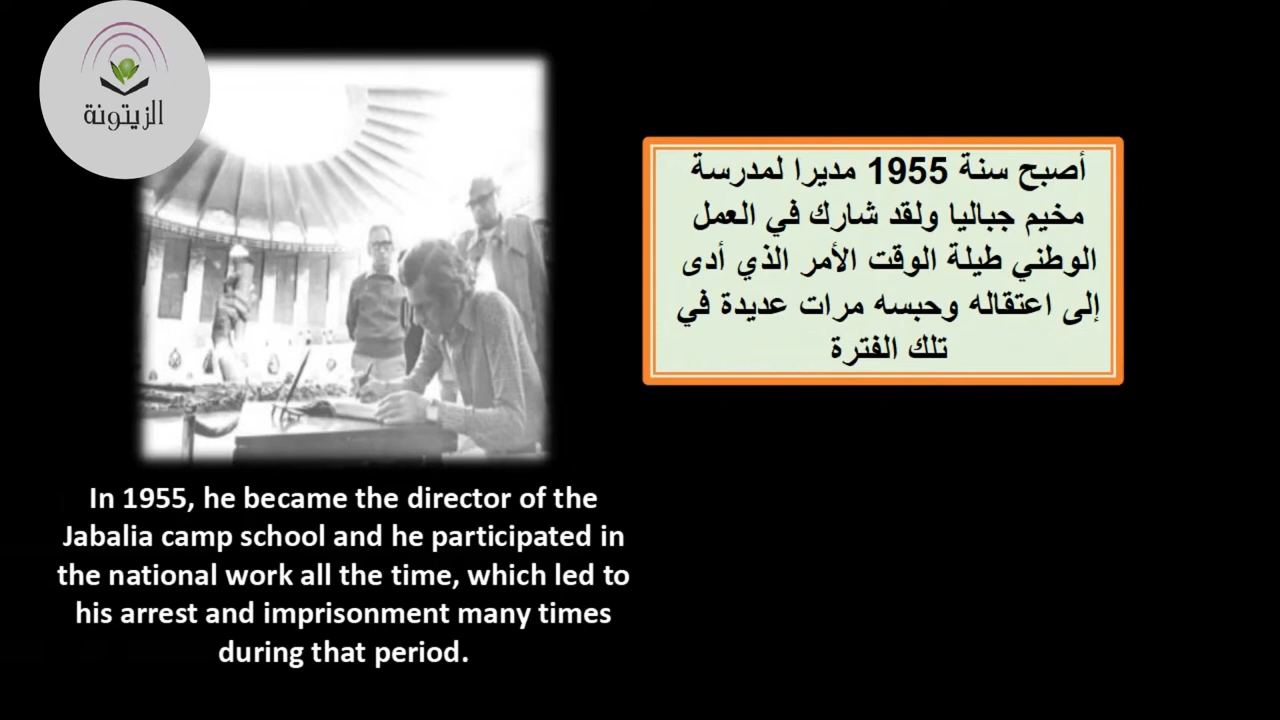 الزيتونة
أصبح سنة 1955 مديرا لمدرسة
مخيم جباليا ولقد شارك في العمل
الوطني طيلة الوقت الأمر الذي أدى
إلى اعتقاله وحبسه مرات عديدة في
تلك الفترة
In 1955, he became the director of the
Jabalia camp school and he participated in
the national work all the time, which led to
his arrest and imprisonment many times
during that period.